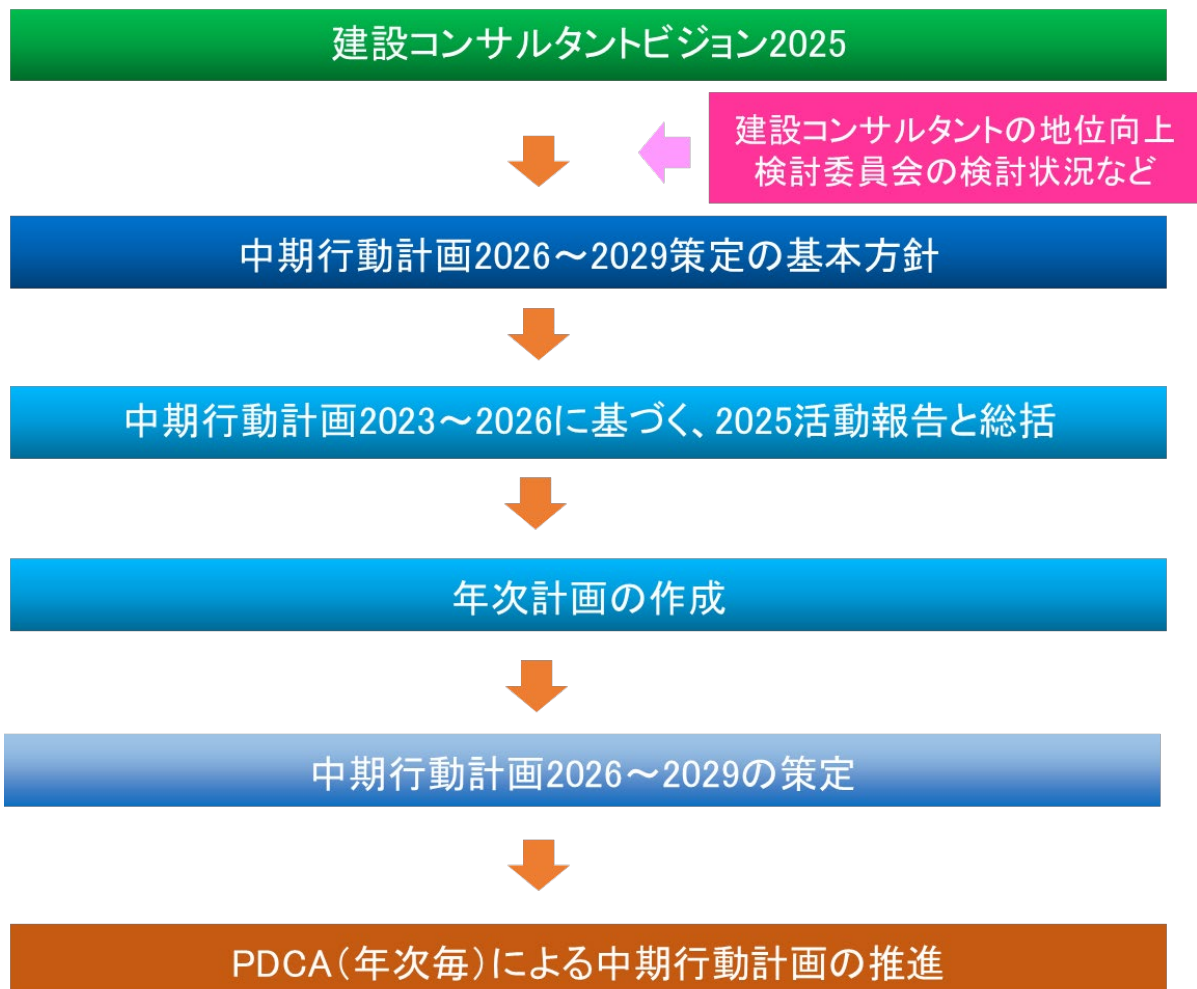 建設コンサルタントビジョン2025
建設コンサルタントの地位向上
検討委員会の検討状況など
中期行動計画2026～2029策定の基本方針
中期行動計画2023～2026に基づく、2025活動報告と総括
年次計画の作成
中期行動計画2026～2029の策定
PDCA（年次毎）による中期行動計画の推進